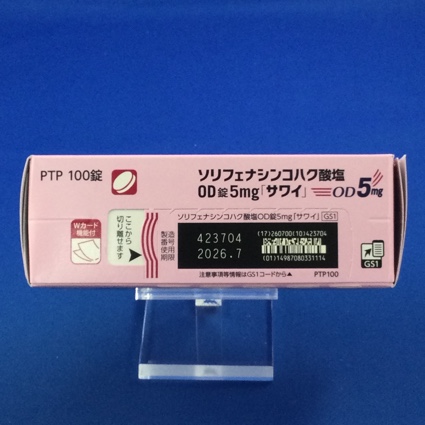 PTP 100錠
ソリフェナシンコハク酸塩
OD錠5mg「サワイ」
OD5mg
Wカード
機能付
ここから
切り離せます
ソリフェナシンコハク酸塩OD錠5mg「サワイ」 GS1
製造
番号
423704
使用
期限
2026.7
(17)260700(10)423704
(01)14987080331114
注意事項等情報はGS1コードから▲
PTP100
GS1